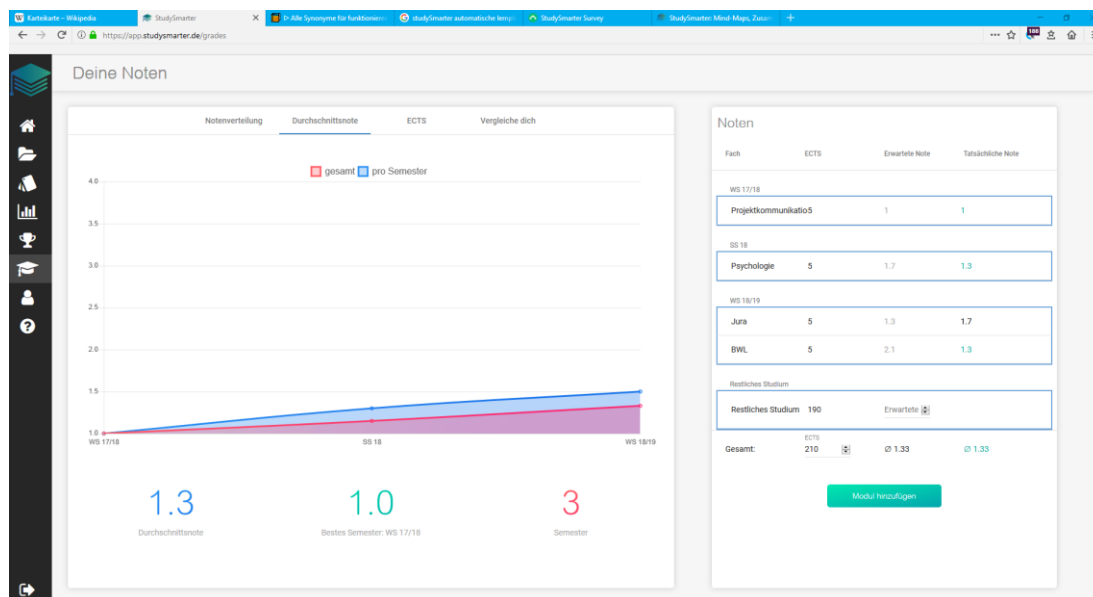 Karteikarte – Wikipedia
StudySmarter
▷ Alle Synonyme für funktioniere
studySmarter automatische lernp
StudySmarter Survey
StudySmarter: Mind-Maps, Zusam
https://app.studysmarter.de/grades
188
Deine Noten
Notenverteilung Durchschnittsnote ECTS Vergleiche dich
gesamt pro Semester
4.0
3.5
3.0
2.5
2.0
1.5
1.0
WS 17/18 SS 18 WS 18/19
1.3 1.0 3
Durchschnittsnote Bestes Semester: WS 17/18 Semester
Noten
Fach ECTS Erwartete Note Tatsächliche Note
WS 17/18
Projektkommunikatio 5 1 1
SS 18
Psychologie 5 1.7 1.3
WS 18/19
Jura 5 1.3 1.7
BWL 5 2.1 1.3
Restliches Studium
Restliches Studium 190 Erwartete
ECTS
Gesamt: 210 ∅ 1.33 ∅ 1.33
Modul hinzufügen